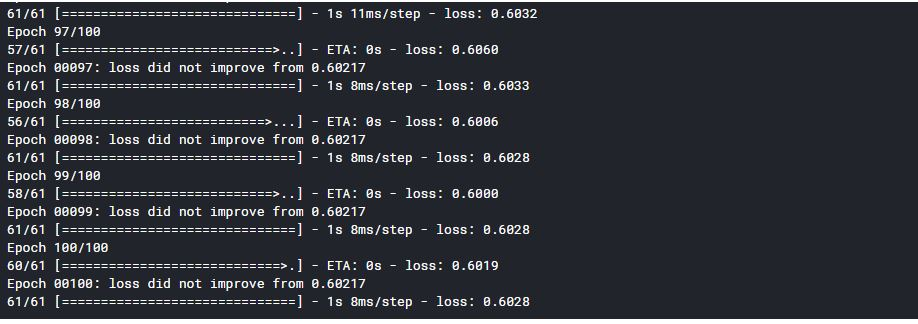 61/61 [==============================] - 1s 11ms/step - loss: 0.6032
Epoch 97/100
57/61 [===========================>..] - ETA: 0s - loss: 0.6060
Epoch 00097: loss did not improve from 0.60217
61/61 [==============================] - 1s 8ms/step - loss: 0.6033
Epoch 98/100
56/61 [==========================>...] - ETA: 0s - loss: 0.6006
Epoch 00098: loss did not improve from 0.60217
61/61 [==============================] - 1s 8ms/step - loss: 0.6028
Epoch 99/100
58/61 [===========================>..] - ETA: 0s - loss: 0.6000
Epoch 00099: loss did not improve from 0.60217
61/61 [==============================] - 1s 8ms/step - loss: 0.6028
Epoch 100/100
60/61 [============================>.] - ETA: 0s - loss: 0.6019
Epoch 00100: loss did not improve from 0.60217
61/61 [==============================] - 1s 8ms/step - loss: 0.6028